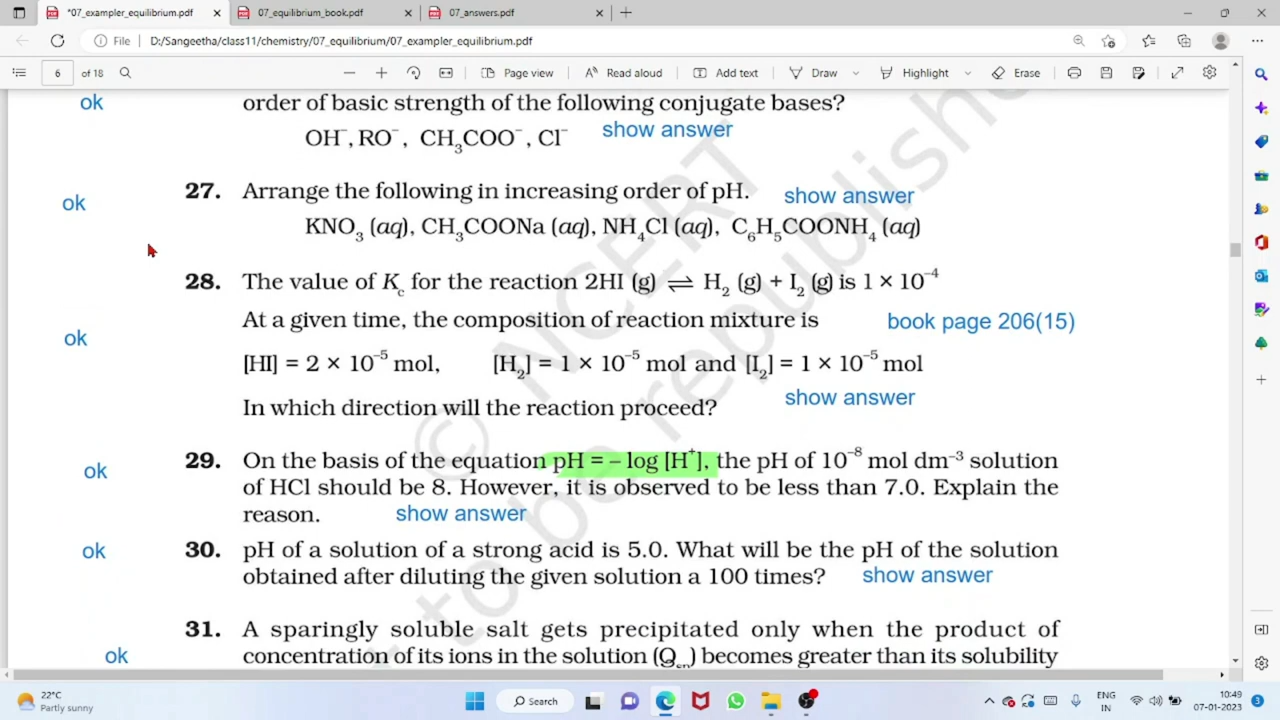 *07_exampler_equilibrium.pdf
07_equilibrium_book.pdf
07_answers.pdf
File
D:/Sangeetha/class11/chemistry/07_equilibrium/07_exampler_equilibrium.pdf
6 of 18
Page view
Read aloud
Add text
Draw
Highlight
Erase
ok
order of basic strength of the following conjugate bases?
OH⁻, RO⁻, CH₃COO⁻, Cl⁻ show answer
ok
27. Arrange the following in increasing order of pH. show answer
KNO₃ (aq), CH₃COONa (aq), NH₄Cl (aq), C₆H₅COONH₄ (aq)
28. The value of K꜀ for the reaction 2HI (g) ⇌ H₂ (g) + I₂ (g) is 1 × 10⁻⁴
At a given time, the composition of reaction mixture is book page 206(15)
ok
[HI] = 2 × 10⁻⁵ mol, [H₂] = 1 × 10⁻⁵ mol and [I₂] = 1 × 10⁻⁵ mol
In which direction will the reaction proceed? show answer
29. On the basis of the equation pH = – log [H⁺], the pH of 10⁻⁸ mol dm⁻³ solution
ok
of HCl should be 8. However, it is observed to be less than 7.0. Explain the
reason. show answer
ok
30. pH of a solution of a strong acid is 5.0. What will be the pH of the solution
obtained after diluting the given solution a 100 times? show answer
31. A sparingly soluble salt gets precipitated only when the product of
ok
concentration of its ions in the solution (Qsp) becomes greater than its solubility
© NCERT
to be republished
22°C
Partly sunny
Search
ENG
IN
10:49
07-01-2023
3